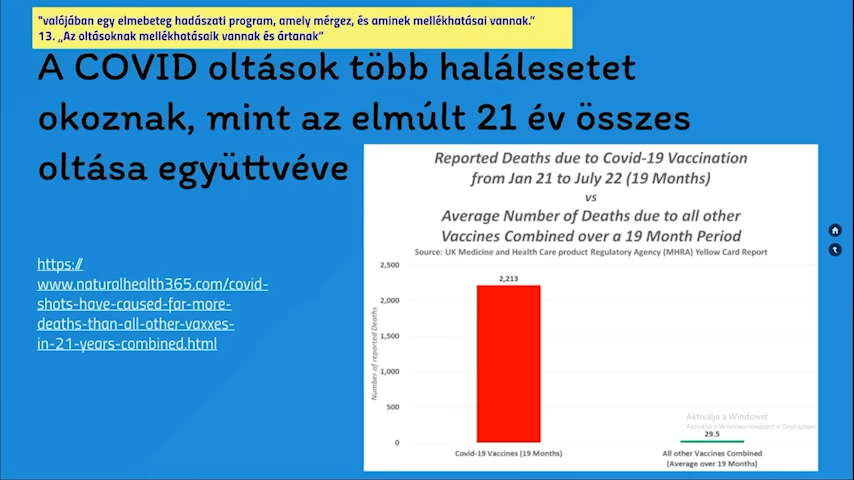 "valójában egy elmebeteg hadászati program, amely mérgez, és aminek mellékhatásai vannak."
13. „Az oltásoknak mellékhatásaik vannak és ártanak"
A COVID oltások több halálesetet
okoznak, mint az elmúlt 21 év összes
oltása együttvéve
https://
www.naturalhealth365.com/covid-
shots-have-caused-far-more-
deaths-than-all-other-vaxxes-
in-21-years-combined.html
Reported Deaths due to Covid-19 Vaccination
from Jan 21 to July 22 (19 Months)
vs
Average Number of Deaths due to all other
Vaccines Combined over a 19 Month Period
Source: UK Medicine and Health Care product Regulatory Agency (MHRA) Yellow Card Report
Number of reported Deaths
2,500
2,000
1,500
1,000
500
0
2,213
29.5
Covid-19 Vaccines (19 Months)
All other Vaccines Combined
(Average over 19 Months)
Aktiválja a Windowst
Aktiválja a Windows rendszert a Gépházban.